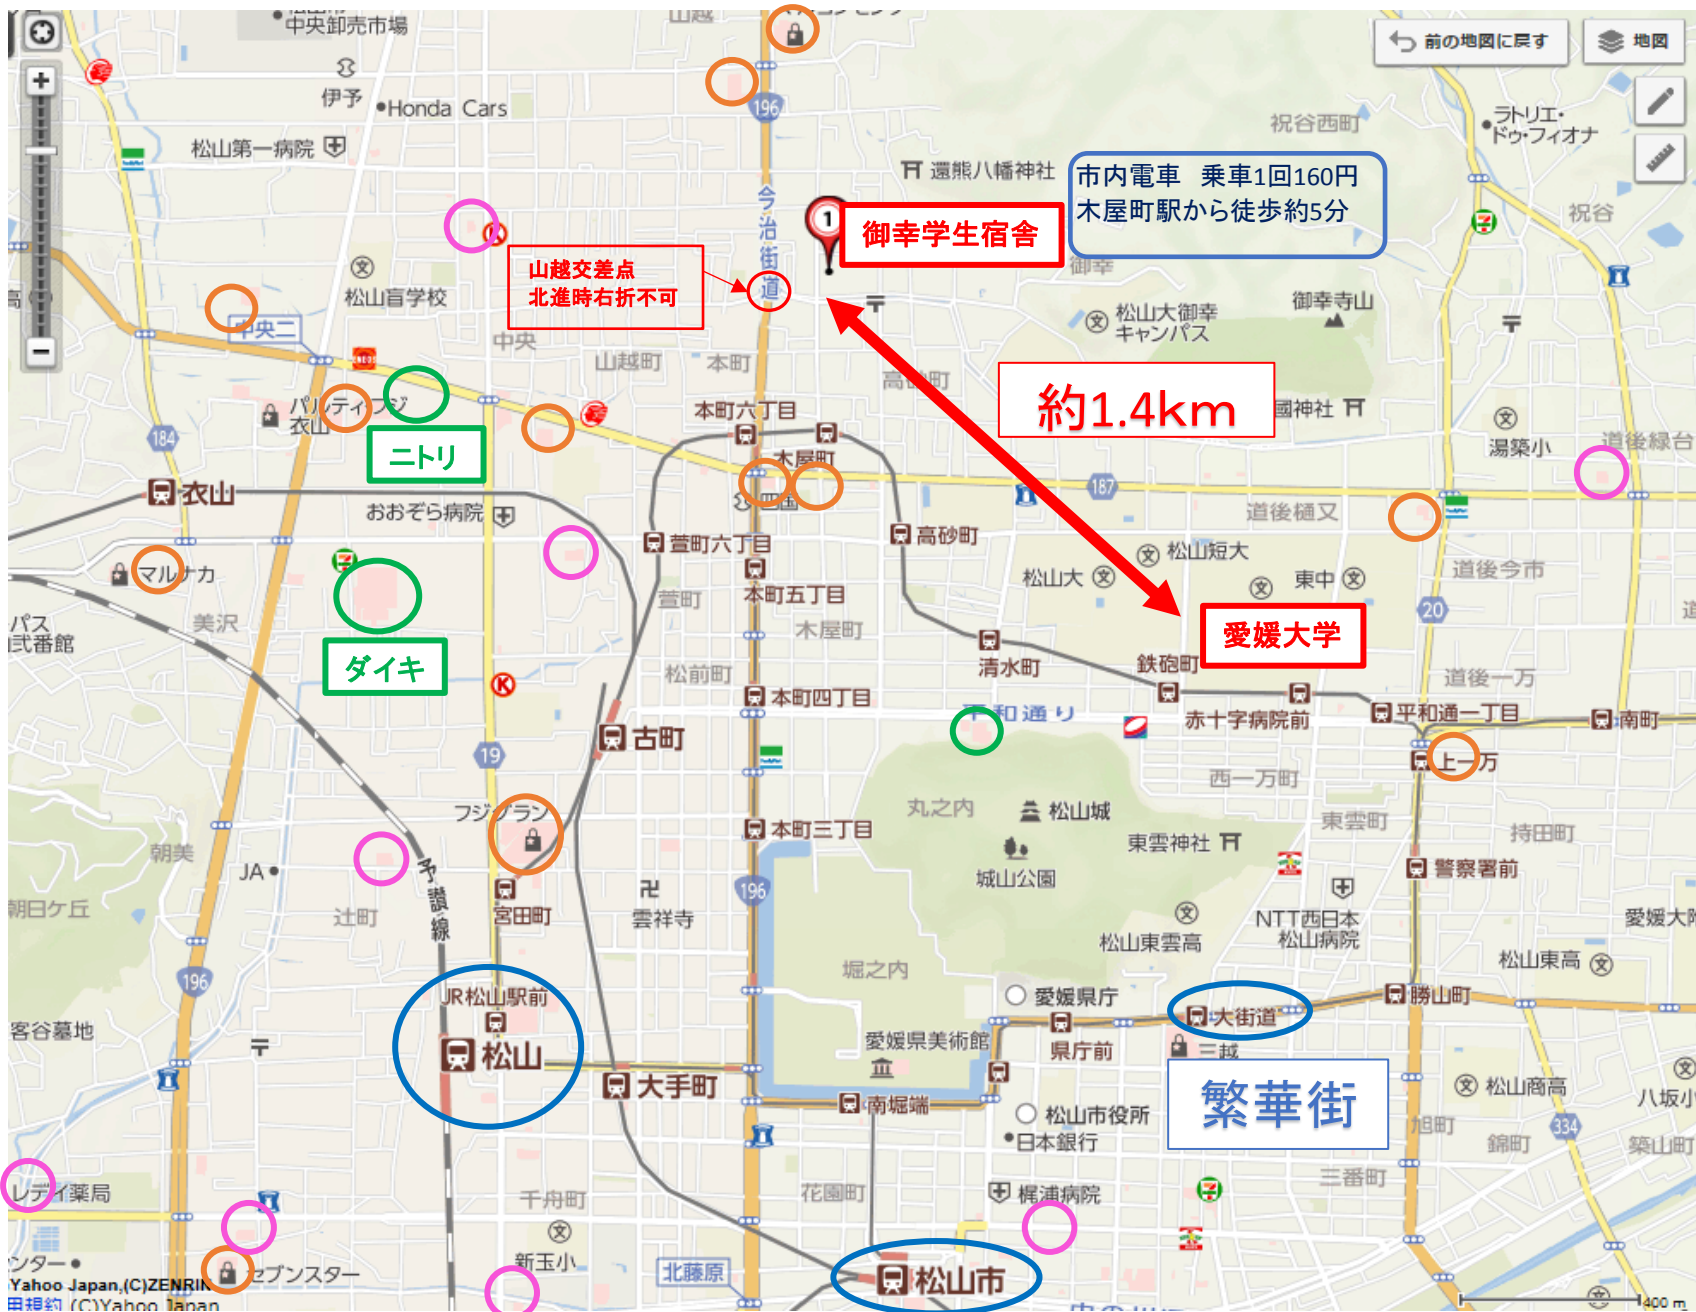 中央卸売市場
山越
前の地図に戻す
地図
伊予
Honda Cars
196
祝谷西町
ラトリエ・
ドゥ・フィオナ
松山第一病院
還熊八幡神社
市内電車 乗車1回160円
木屋町駅から徒歩約5分
今治街道
1
御幸学生宿舎
祝谷
山越交差点
北進時右折不可
御幸
松山盲学校
松山大御幸
キャンパス
御幸寺山
中央二
中央
山越町
本町
高砂町
約1.4km
國神社
パルティフジ
衣山
本町六丁目
湯築小
道後緑台
184
ニトリ
木屋町
衣山
187
四国
おおぞら病院
道後樋又
萱町六丁目
高砂町
松山短大
マルナカ
松山大
東中
道後今市
本町五丁目
萱町
20
パス
弐番館
美沢
木屋町
愛媛大学
ダイキ
松前町
清水町
鉄砲町
道後一万
本町四丁目
平和通り
赤十字病院前
平和通一丁目
南町
古町
19
上一万
西一万町
フジグラン
丸之内
松山城
本町三丁目
東雲町
持田町
東雲神社
朝美
JA
城山公園
警察署前
予讃線
196
朝日ケ丘
辻町
宮田町
雲祥寺
NTT西日本
松山病院
愛媛大附
松山東雲高
堀之内
松山東高
196
JR松山駅前
愛媛県庁
勝山町
大街道
客谷墓地
愛媛県美術館
県庁前
三越
松山
大手町
繁華街
松山商高
八坂小
南堀端
松山市役所
日本銀行
旭町
334
錦町
築山町
三番町
レデイ薬局
千舟町
花園町
梶浦病院
新玉小
ンター
セブンスター
北藤原
松山市
Yahoo Japan,(C)ZENRIN
用規約 (C)Yahoo Japan
400 m